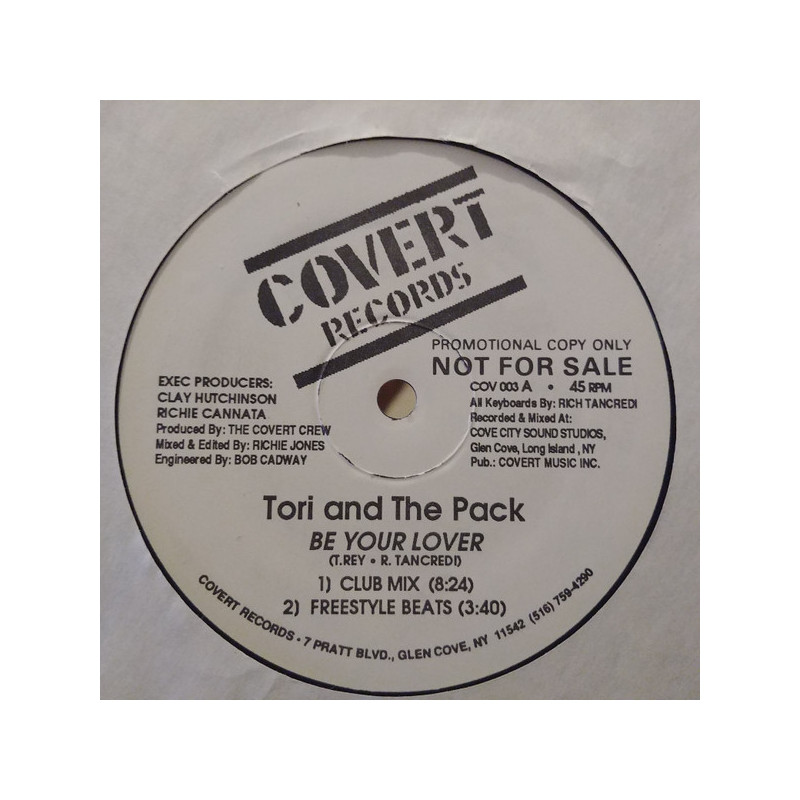 COVERT
RECORDS
PROMOTIONAL COPY ONLY
NOT FOR SALE
COV 003 A • 45 RPM
All Keyboards By: RICH TANCREDI
Recorded & Mixed At:
COVE CITY SOUND STUDIOS,
Glen Cove, Long Island , NY
Pub.: COVERT MUSIC INC.
EXEC PRODUCERS:
CLAY HUTCHINSON
RICHIE CANNATA
Produced By: THE COVERT CREW
Mixed & Edited By: RICHIE JONES
Engineered By: BOB CADWAY
Tori and The Pack
BE YOUR LOVER
(T.REY • R. TANCREDI)
1) CLUB MIX (8:24)
2) FREESTYLE BEATS (3:40)
COVERT RECORDS • 7 PRATT BLVD., GLEN COVE, NY 11542 (516) 759-4290